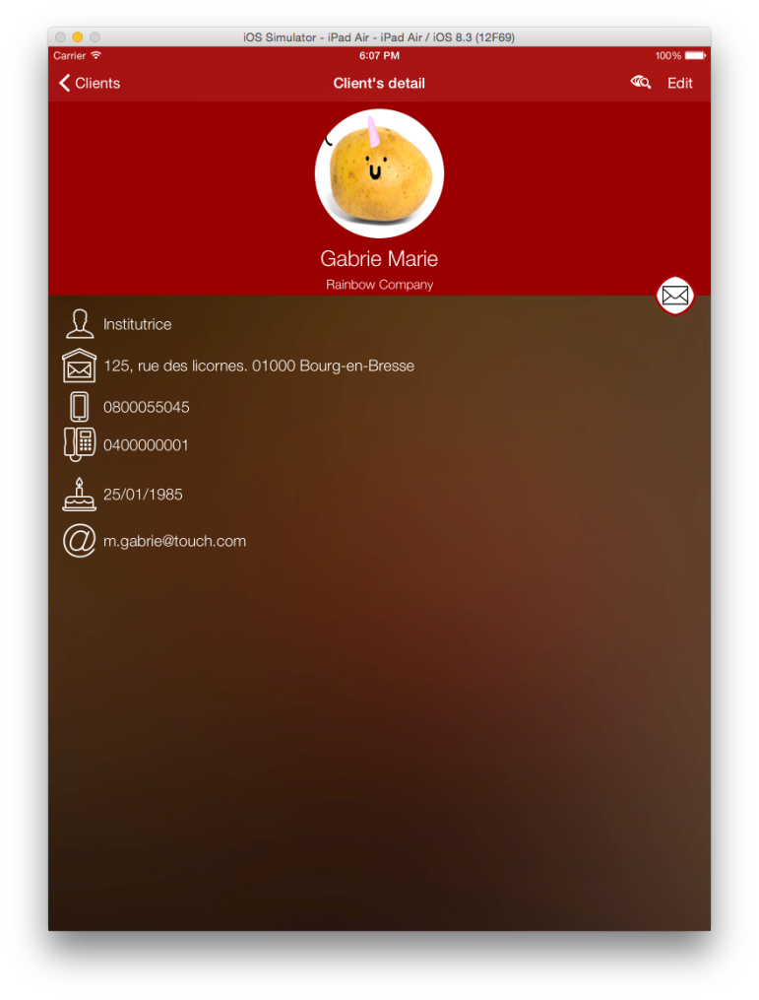 iOS Simulator - iPad Air - iPad Air / iOS 8.3 (12F69)
Carrier 6:07 PM 100%
Clients Client's detail Edit
Gabrie Marie
Rainbow Company
Institutrice
125, rue des licornes. 01000 Bourg-en-Bresse
0800055045
0400000001
25/01/1985
m.gabrie@touch.com